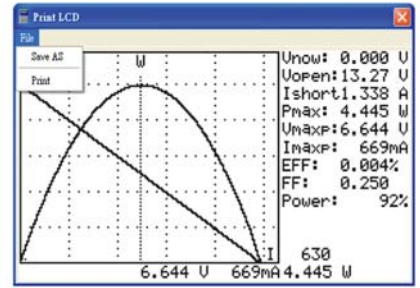 Print LCD
File
Save AS
Print
W
I
Vnow: 0.000 V
Vopen:13.27 V
Ishort1.338 A
Pmax: 4.445 W
Vmaxp:6.644 V
Imaxp: 669mA
EFF: 0.004%
FF: 0.250
Power: 92%
630
6.644 V 669mA 4.445 W